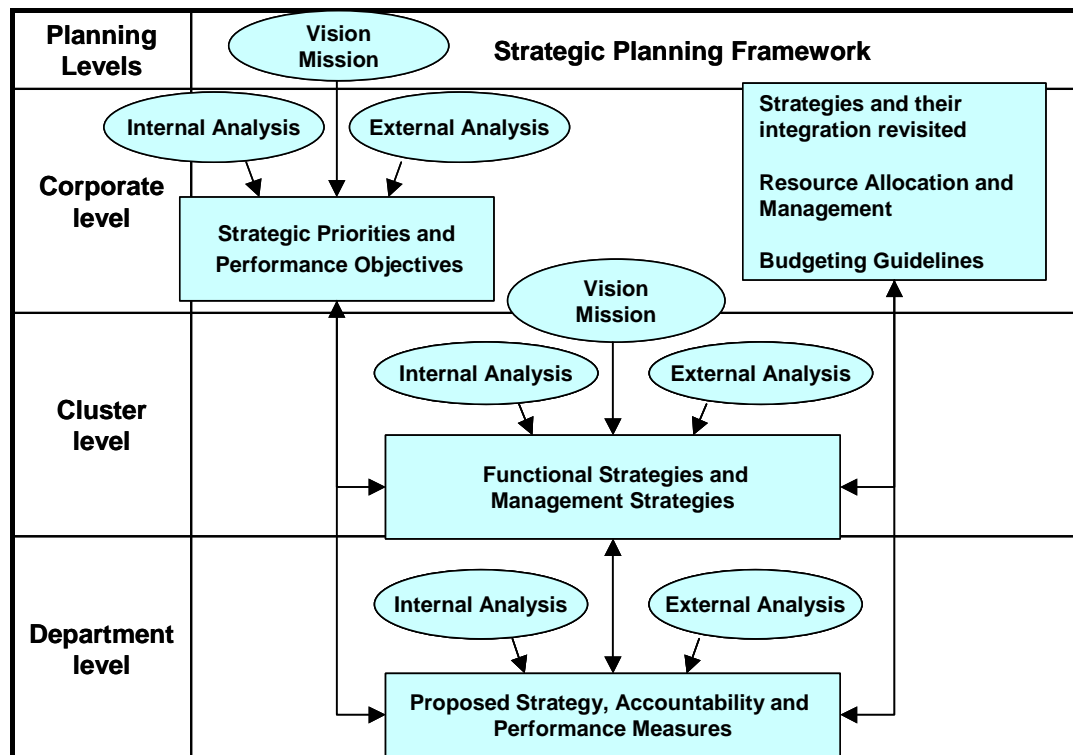 Planning
Levels
Vision
Mission
Strategic Planning Framework
Corporate
level
Internal Analysis
External Analysis
Strategic Priorities and
Performance Objectives
Strategies and their
integration revisited
Resource Allocation and
Management
Budgeting Guidelines
Vision
Mission
Cluster
level
Internal Analysis
External Analysis
Functional Strategies and
Management Strategies
Department
level
Internal Analysis
External Analysis
Proposed Strategy, Accountability and
Performance Measures